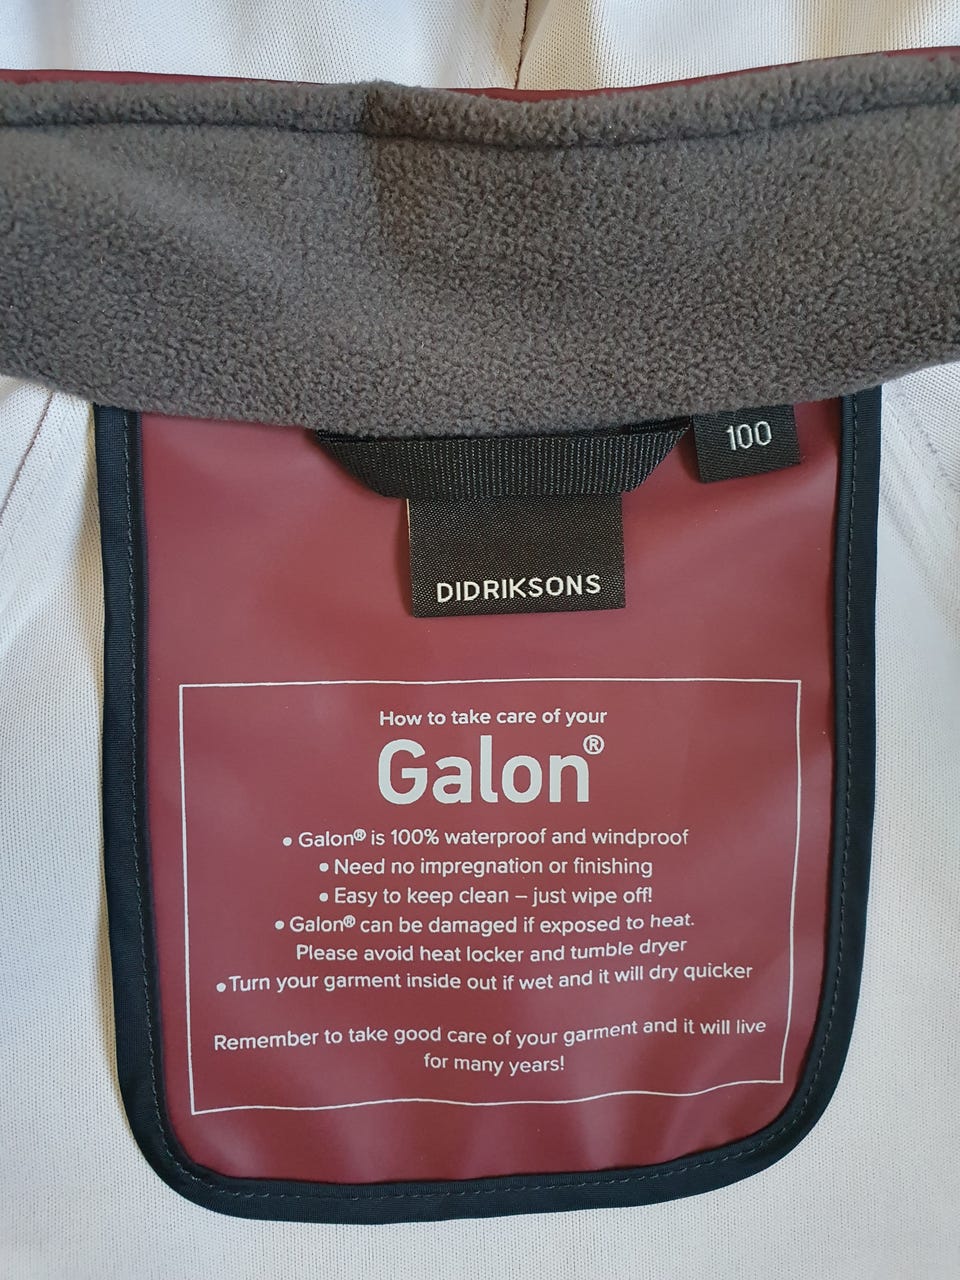 100
DIDRIKSONS
How to take care of your
Galon®
• Galon® is 100% waterproof and windproof
• Need no impregnation or finishing
• Easy to keep clean – just wipe off!
• Galon® can be damaged if exposed to heat.
Please avoid heat locker and tumble dryer
• Turn your garment inside out if wet and it will dry quicker
Remember to take good care of your garment and it will live
for many years!